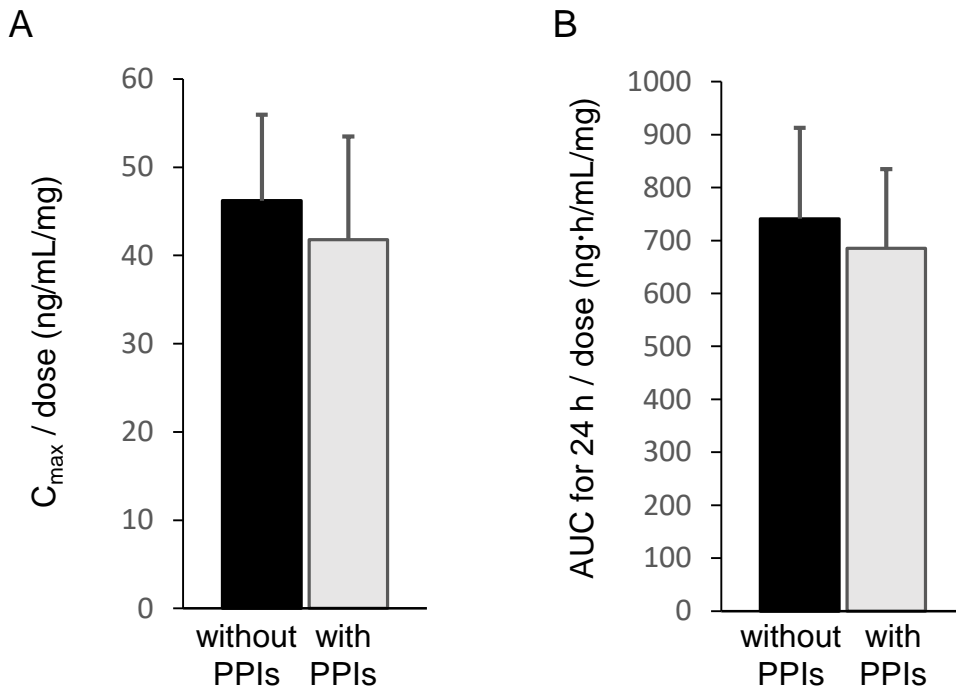 A
C_max / dose (ng/mL/mg)
60
50
40
30
20
10
0
without
PPIs
with
PPIs
B
AUC for 24 h / dose (ng·h/mL/mg)
1000
900
800
700
600
500
400
300
200
100
0
without
PPIs
with
PPIs